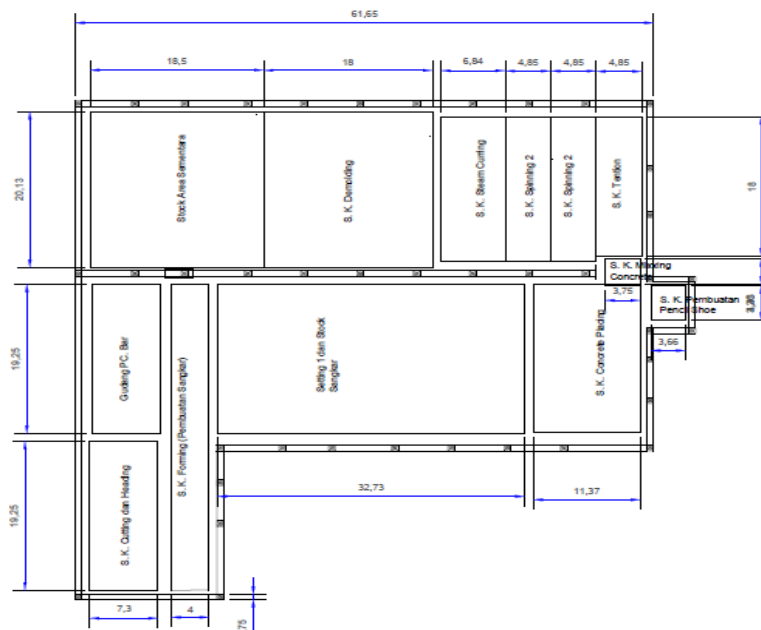 61,65
18,5
18
6,84
4,85
4,85
4,85
20,13
Stock Area Sementara
S. K. Demolding
S. K. Steam Curring
S. K. Spinning 2
S. K. Spinning 2
S. K. Tention
18
S. K. Mixing
Concrete
3,75
S. K. Pembuatan
Pencil Shoe
3,66
19,25
Gudang PC. Bar
S. K. Forming (Pembuatan Sangkar)
Setting 1 dan Stock
Sangkar
S. K. Concrete Placing
19,25
S. K. Cutting dan Heading
32,73
11,37
7,3
4
75